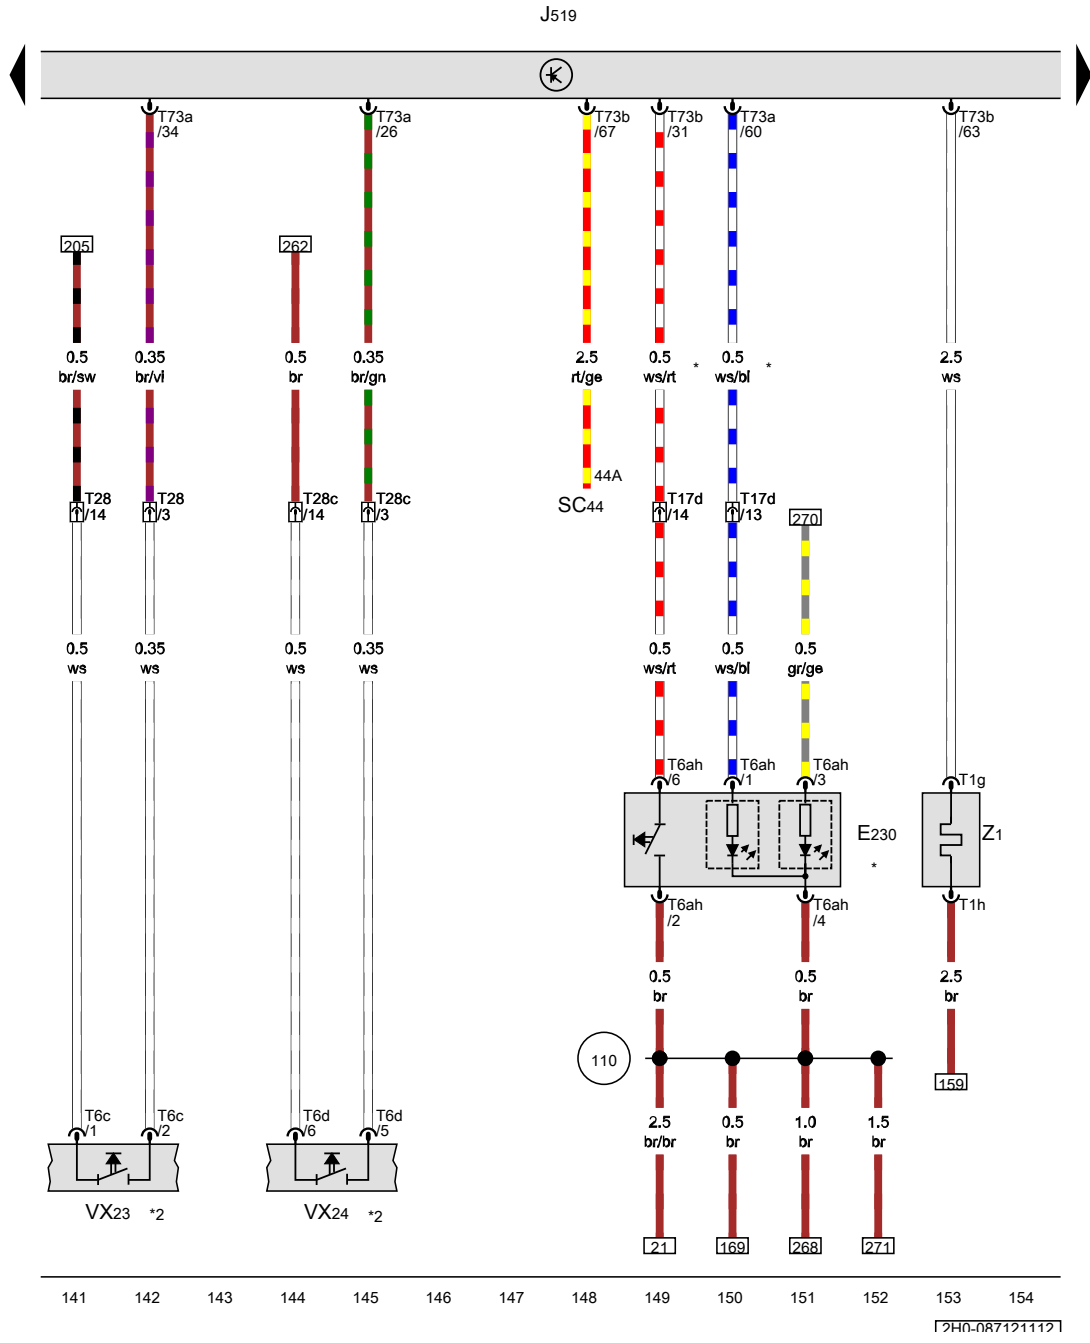 J519
T73a
/34
T73a
/26
T73b
/67
T73b
/31
T73a
/60
T73b
/63
205
262
0.5
br/sw
0.35
br/vi
0.5
br
0.35
br/gn
2.5
rt/ge
0.5
ws/rt
*
0.5
ws/bl
*
2.5
ws
44A
SC44
T28
/14
T28
/3
T28c
/14
T28c
/3
T17d
/14
T17d
/13
270
0.5
ws
0.35
ws
0.5
ws
0.35
ws
0.5
ws/rt
0.5
ws/bl
0.5
gr/ge
T6ah
/6
T6ah
/1
T6ah
/3
T1g
E230
*
Z1
T6ah
/2
T6ah
/4
T1h
0.5
br
0.5
br
2.5
br
110
159
T6c
/1
T6c
/2
T6d
/6
T6d
/5
2.5
br/br
0.5
br
1.0
br
1.5
br
VX23 *2
VX24 *2
21
169
268
271
141 142 143 144 145 146 147 148 149 150 151 152 153 154
2H0-087121112